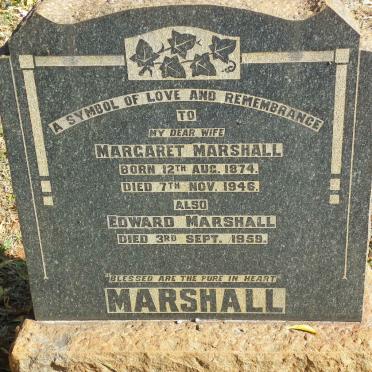 A SYMBOL OF LOVE AND REMEMBRANCE
TO
MY DEAR WIFE
MARGARET MARSHALL
BORN 12TH AUG. 1874.
DIED 7TH NOV. 1946.
ALSO
EDWARD MARSHALL
DIED 3RD SEPT. 1959.
"BLESSED ARE THE PURE IN HEART"
MARSHALL